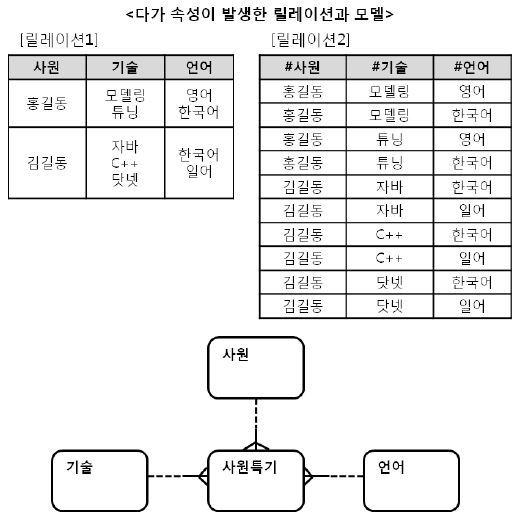 <다가 속성이 발생한 릴레이션과 모델>
[릴레이션1]
사원 기술 언어
홍길동 모델링 튜닝 영어 한국어
김길동 자바 C++ 닷넷 한국어 일어
[릴레이션2]
#사원 #기술 #언어
홍길동 모델링 영어
홍길동 모델링 한국어
홍길동 튜닝 영어
홍길동 튜닝 한국어
김길동 자바 한국어
김길동 자바 일어
김길동 C++ 한국어
김길동 C++ 일어
김길동 닷넷 한국어
김길동 닷넷 일어
사원
기술 사원특기 언어